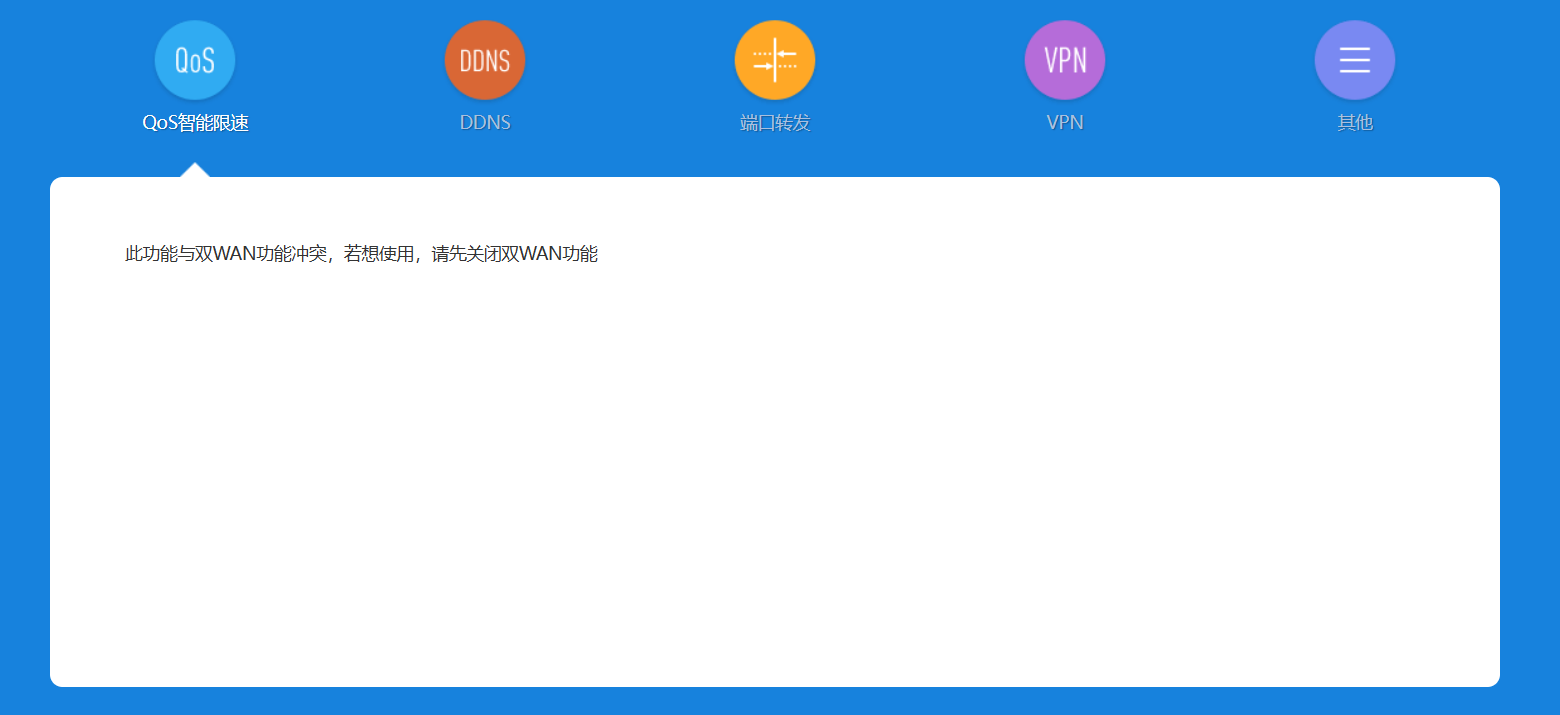 QoS
DDNS
VPN
QoS智能限速
DDNS
端口转发
VPN
其他
此功能与双WAN功能冲突，若想使用，请先关闭双WAN功能